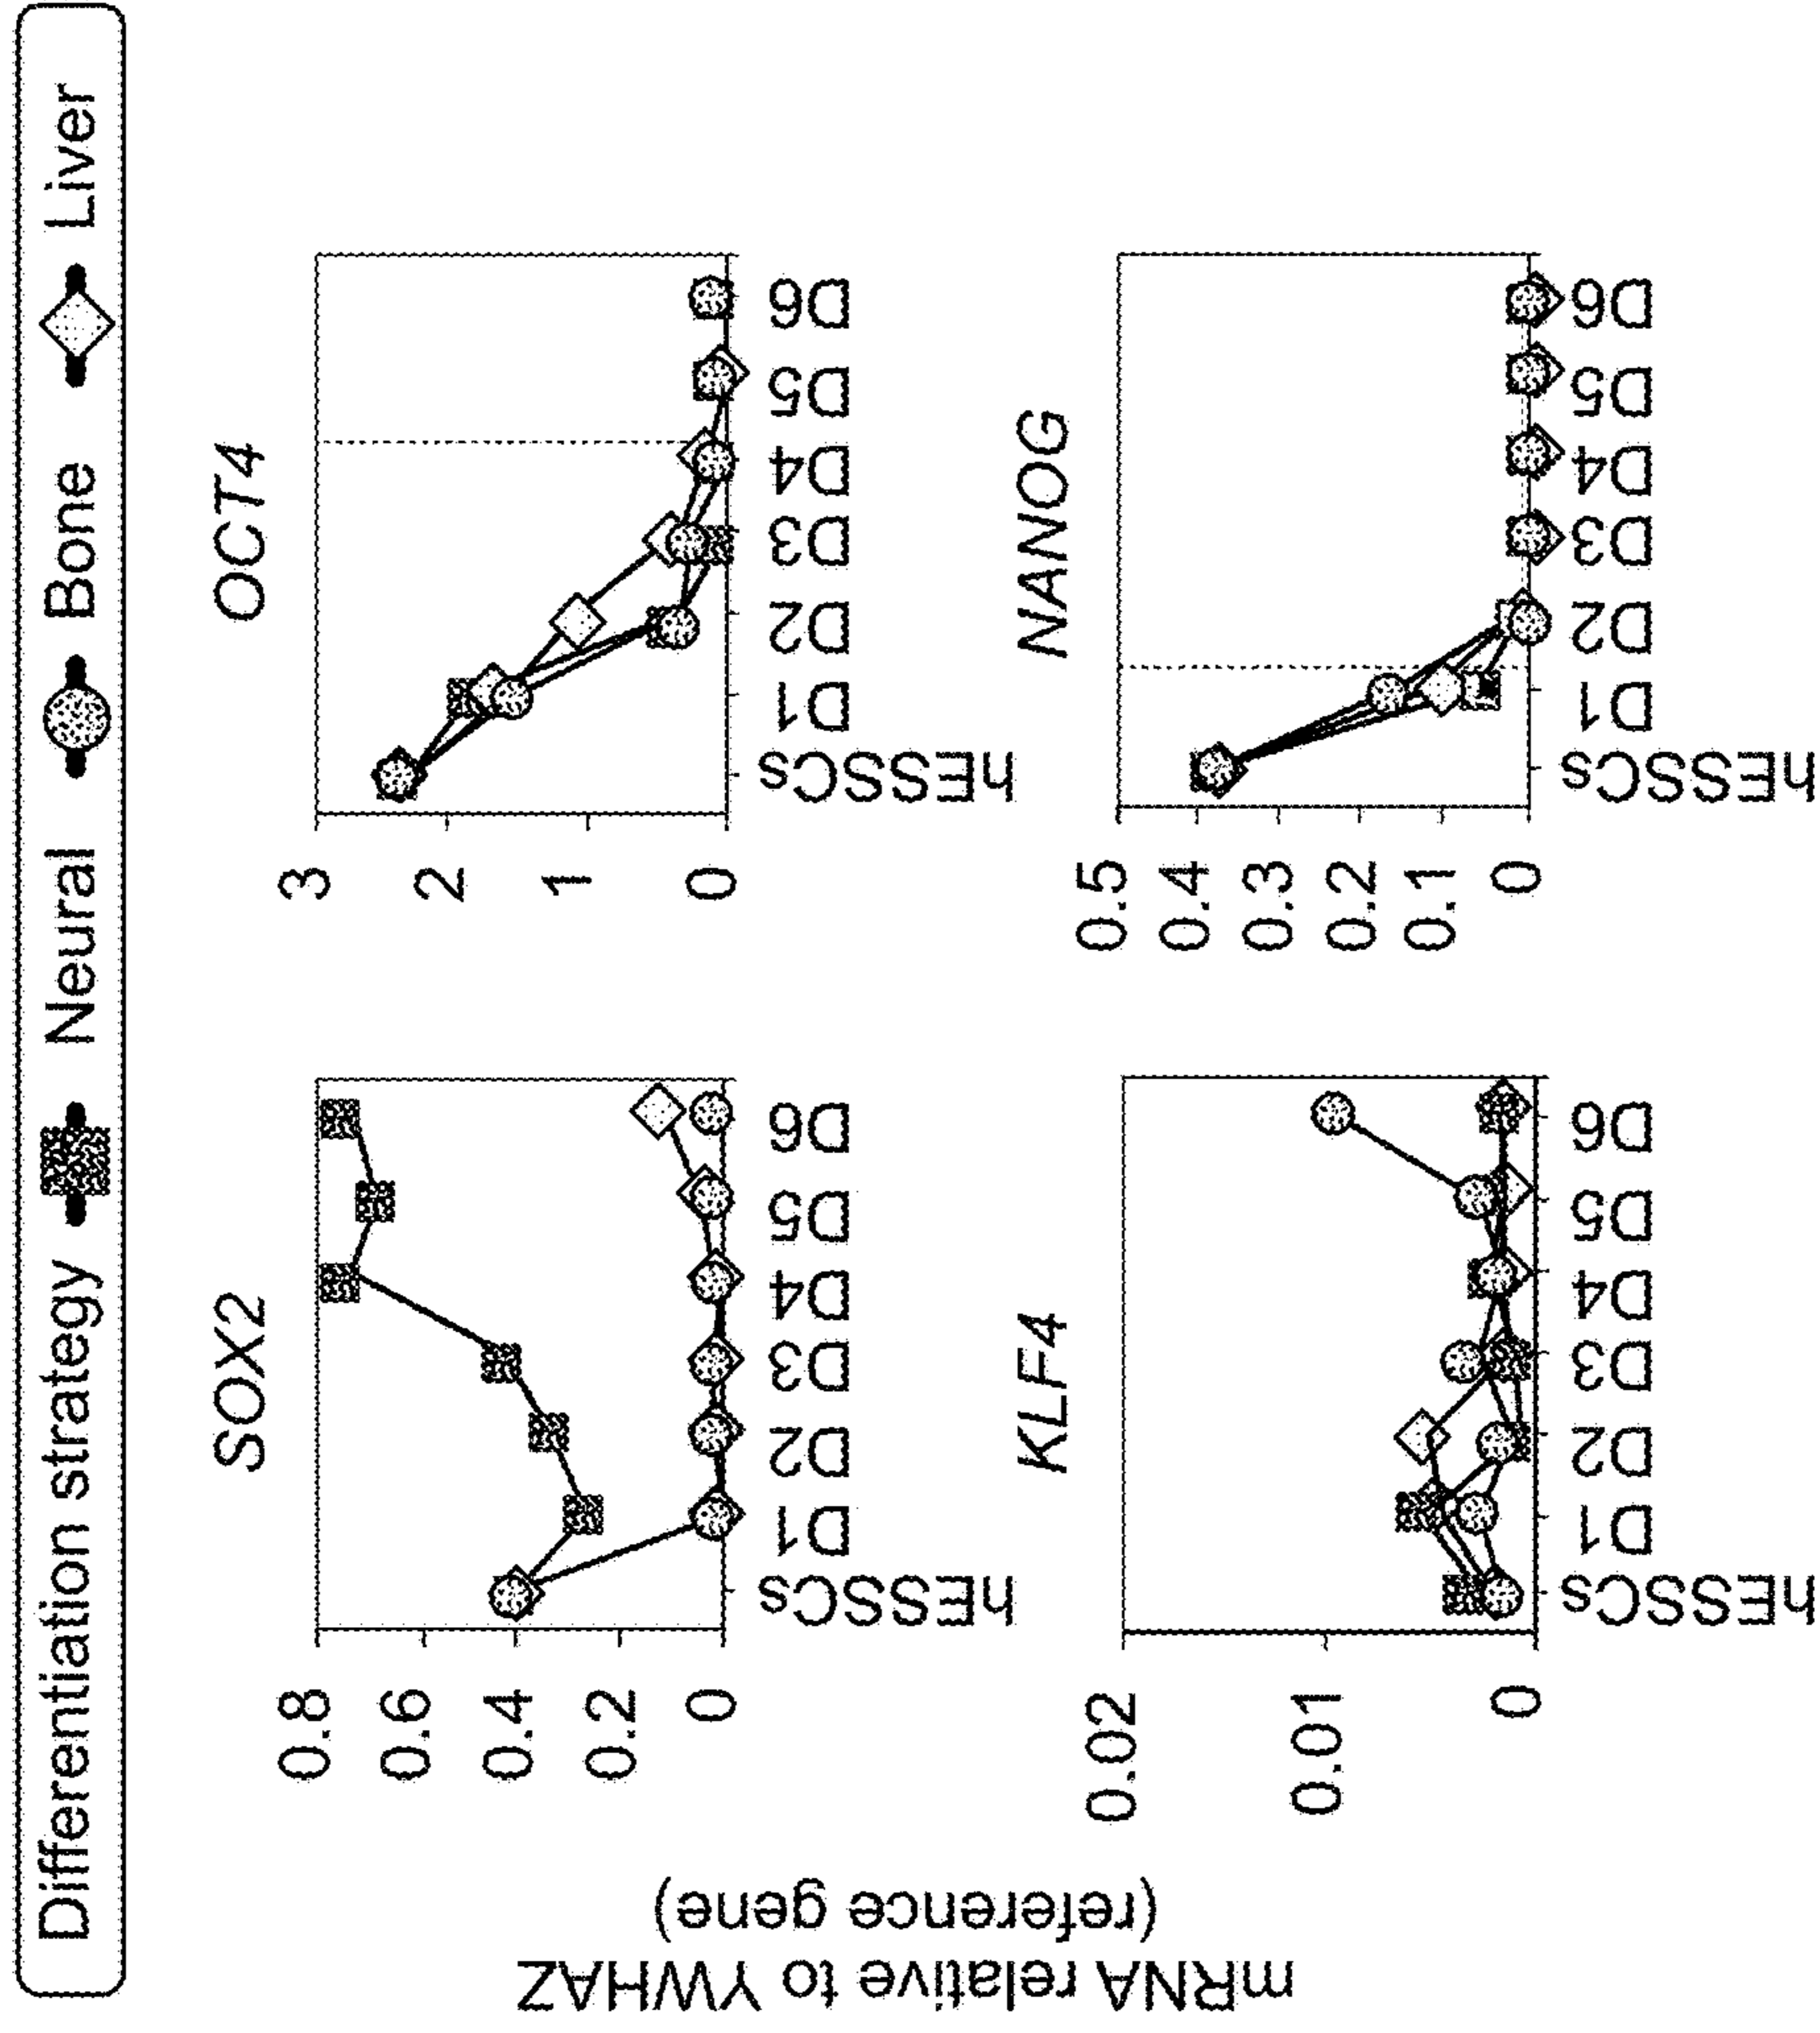 Differentiation strategy Neural Bone Liver
SOX2
0.8
0.6
0.4
0.2
0
hESSCs D1 D2 D3 D4 D5 D6
OCT4
3
2
1
0
hESSCs D1 D2 D3 D4 D5 D6
KLF4
0.02
0.01
0
hESSCs D1 D2 D3 D4 D5 D6
NANOG
0.5
0.4
0.3
0.2
0.1
0
hESSCs D1 D2 D3 D4 D5 D6
mRNA relative to YWHAZ
(reference gene)